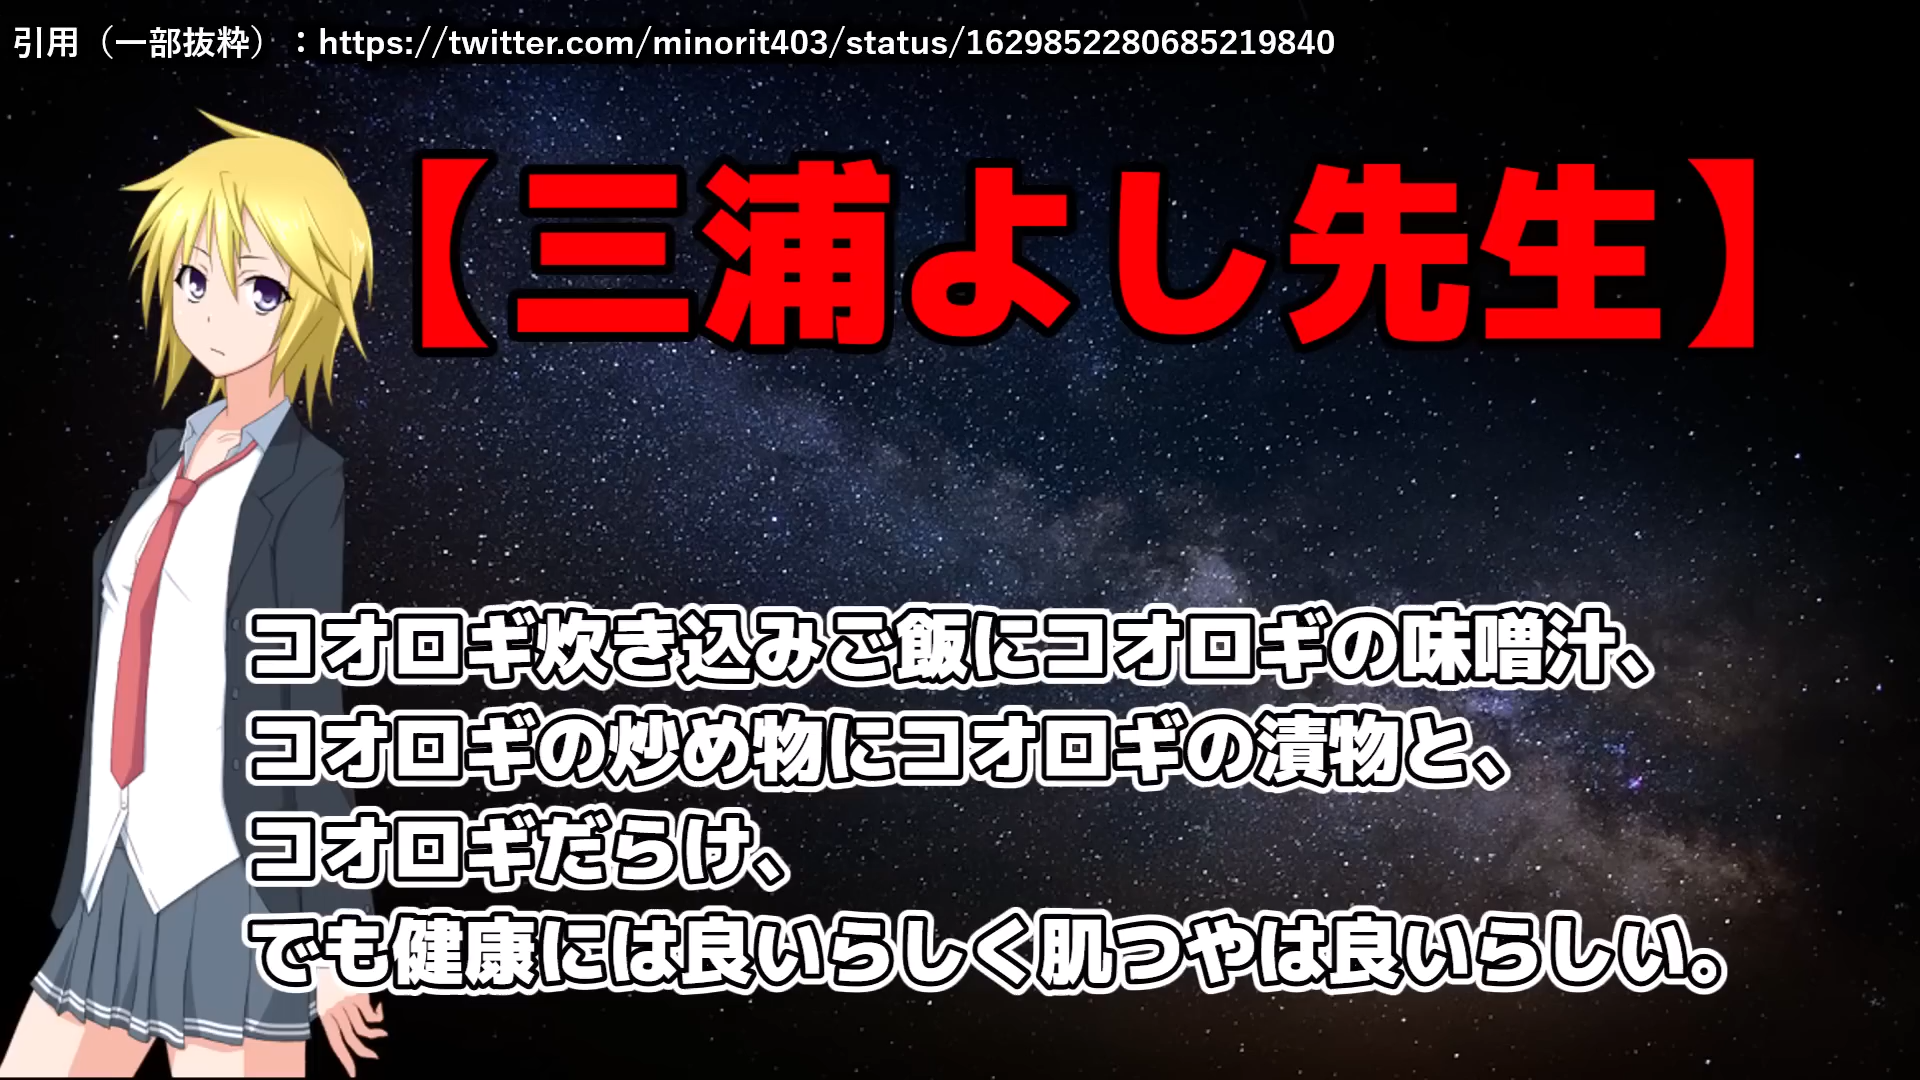 引用（一部抜粋）：https://twitter.com/minorit403/status/1629852280685219840
【三浦よし先生】
コオロギ炊き込みご飯にコオロギの味噌汁、
コオロギの炒め物にコオロギの漬物と、
コオロギだらけ、
でも健康には良いらしく肌つやは良いらしい。